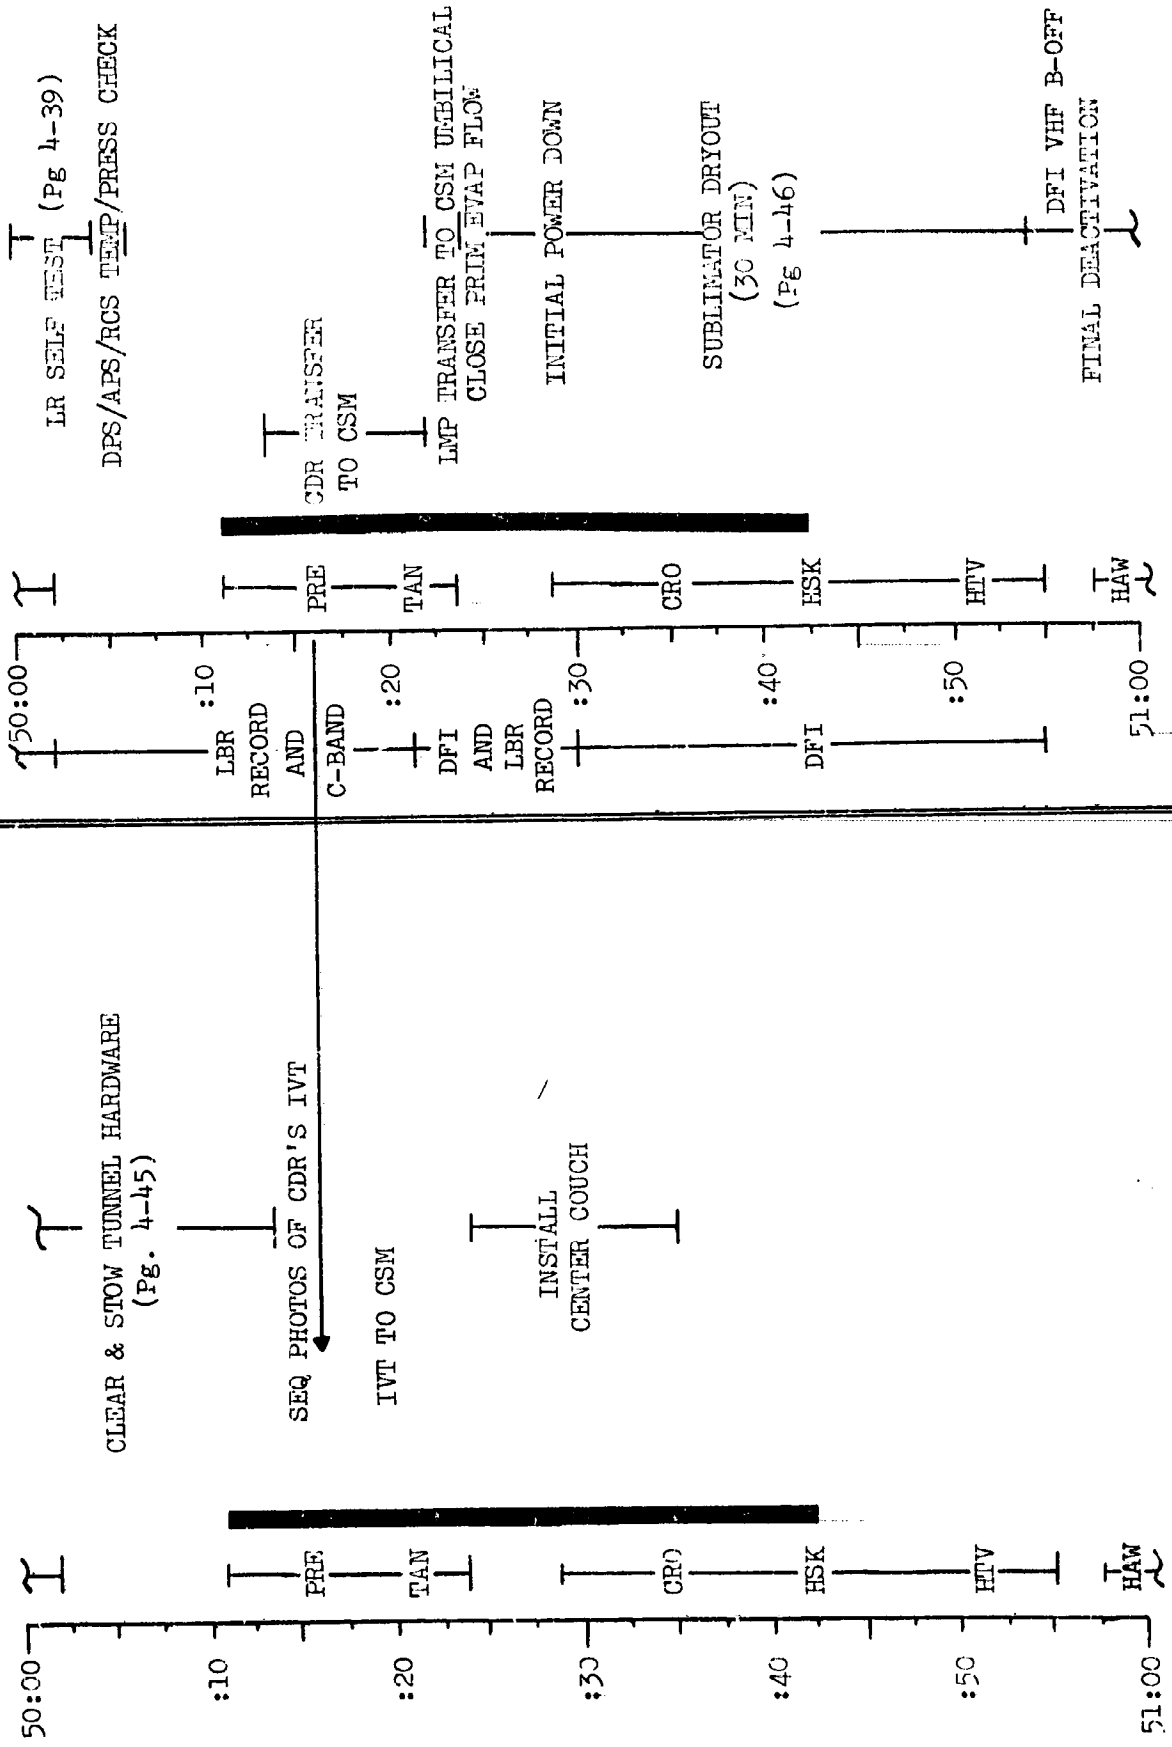 50:00
:10
:20
:30
:40
:50
51:00
PRE
TAN
CRO
HSK
HTV
HAW
CLEAR & STOW TUNNEL HARDWARE
(Pg. 4-45)
SEQ PHOTOS OF CDR'S IVT
IVT TO CSM
INSTALL
CENTER COUCH
LBR
RECORD
AND
C-BAND
DFI
AND
LBR
RECORD
DFI
50:00
:10
:20
:30
:40
:50
51:00
PRE
TAN
CRO
HSK
HTV
HAW
LR SELF TEST (Pg 4-39)
DPS/APS/RCS TEMP/PRESS CHECK
CDR TRANSFER
TO CSM
LMP TRANSFER TO CSM UMBILICAL
CLOSE PRIM EVAP FLOW
INITIAL POWER DOWN
SUBLIMATOR DRYOUT
(30 MIN)
(Pg 4-46)
DFI VHF B-OFF
FINAL DEACTIVATION